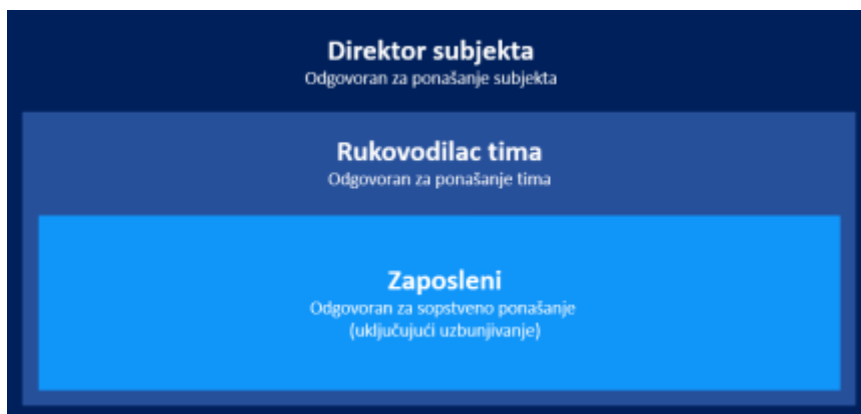 Direktor subjekta
Odgovoran za ponašanje subjekta
Rukovodilac tima
Odgovoran za ponašanje tima
Zaposleni
Odgovoran za sopstveno ponašanje
(uključujući uzbunjivanje)